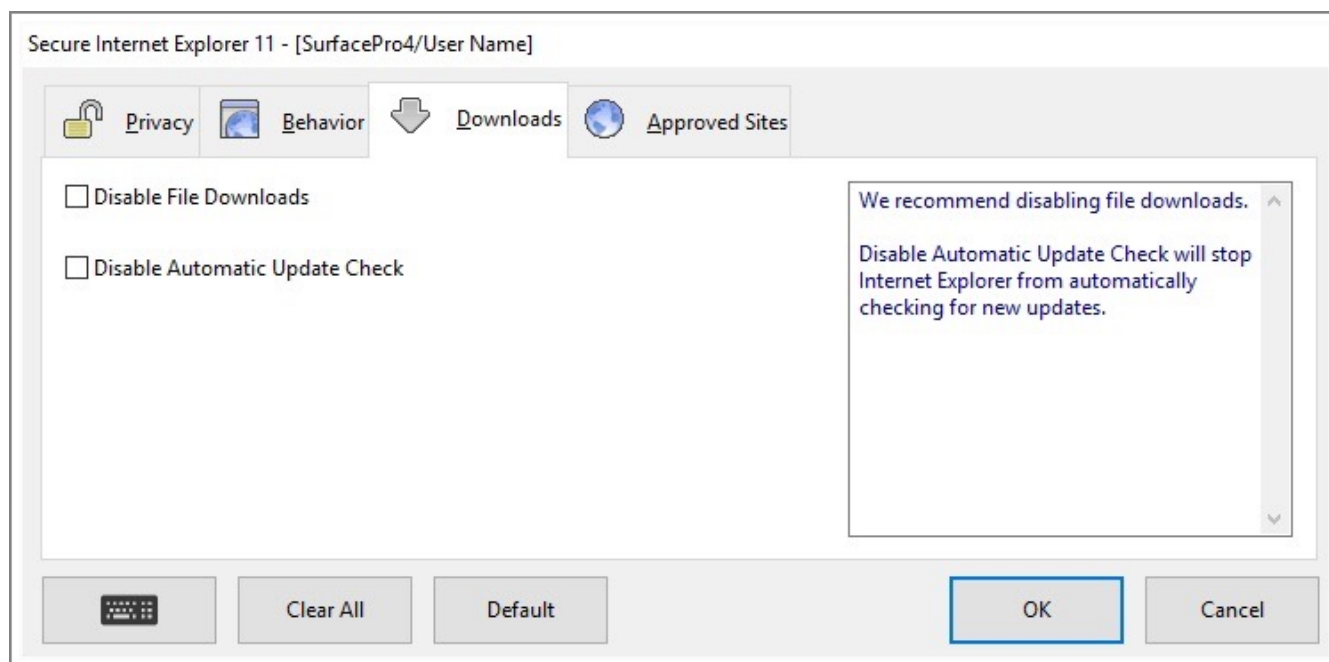 Secure Internet Explorer 11 - [SurfacePro4/User Name]
Privacy
Behavior
Downloads
Approved Sites
Disable File Downloads
Disable Automatic Update Check
We recommend disabling file downloads.
Disable Automatic Update Check will stop
Internet Explorer from automatically
checking for new updates.
Clear All
Default
OK
Cancel